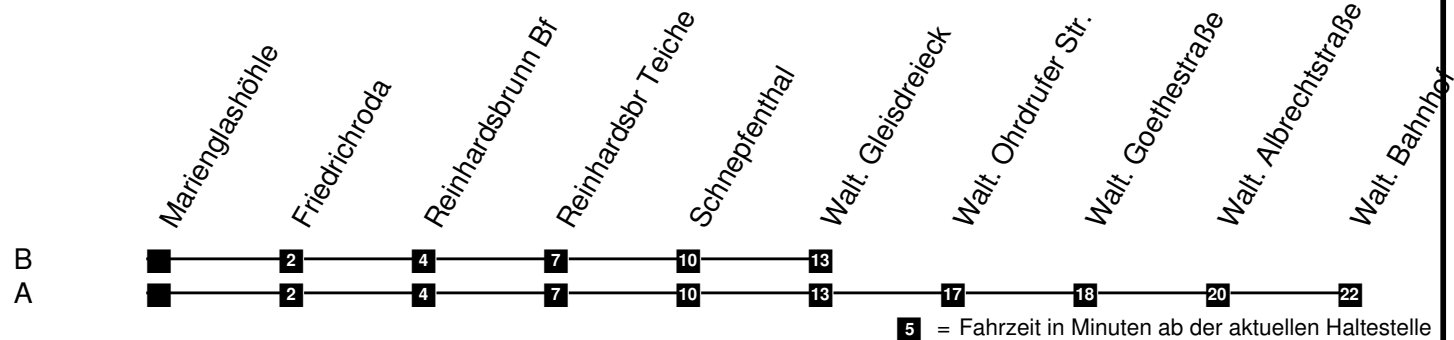 Marienglashöhle
Friedrichroda
Reinhardsbrunn Bf
Reinhardsbr Teiche
Schnepfenthal
Walt. Gleisdreieck
Walt. Ohrdrufer Str.
Walt. Goethestraße
Walt. Albrechtstraße
Walt. Bahnhof
B 2 4 7 10 13
A 2 4 7 10 13 17 18 20 22
5 = Fahrzeit in Minuten ab der aktuellen Haltestelle